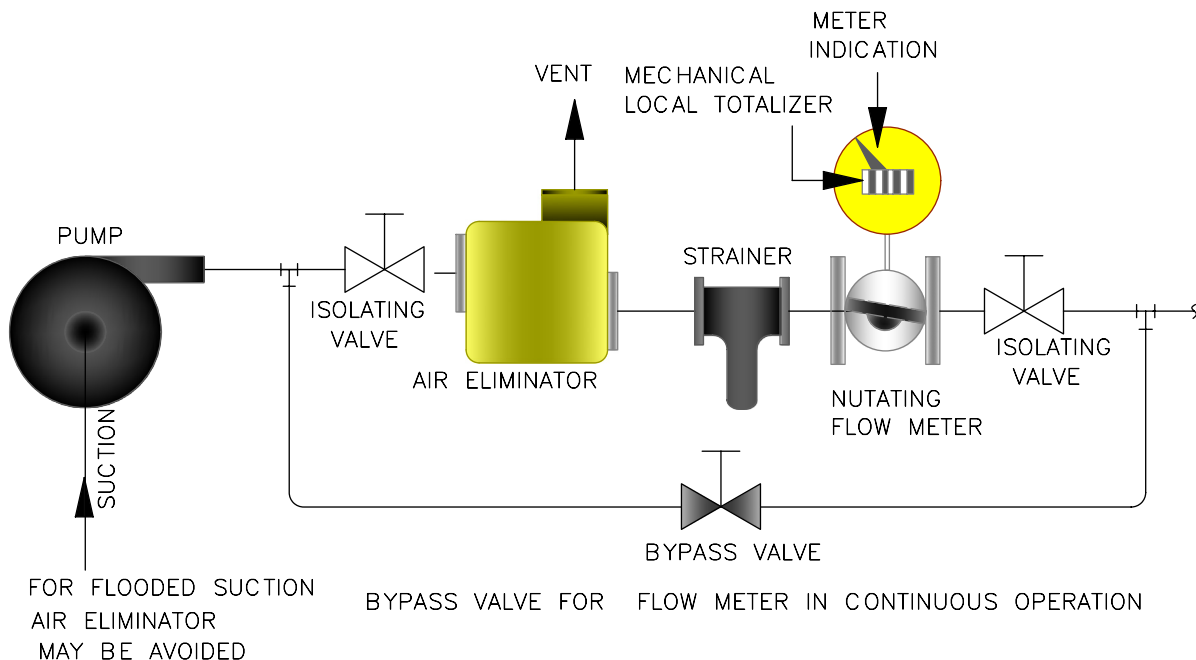 METER
INDICATION
VENT
MECHANICAL
LOCAL TOTALIZER
PUMP
STRAINER
ISOLATING
VALVE
AIR ELIMINATOR
ISOLATING
VALVE
NUTATING
FLOW METER
SUCTION
BYPASS VALVE
FOR FLOODED SUCTION
AIR ELIMINATOR
MAY BE AVOIDED
BYPASS VALVE FOR FLOW METER IN CONTINUOUS OPERATION